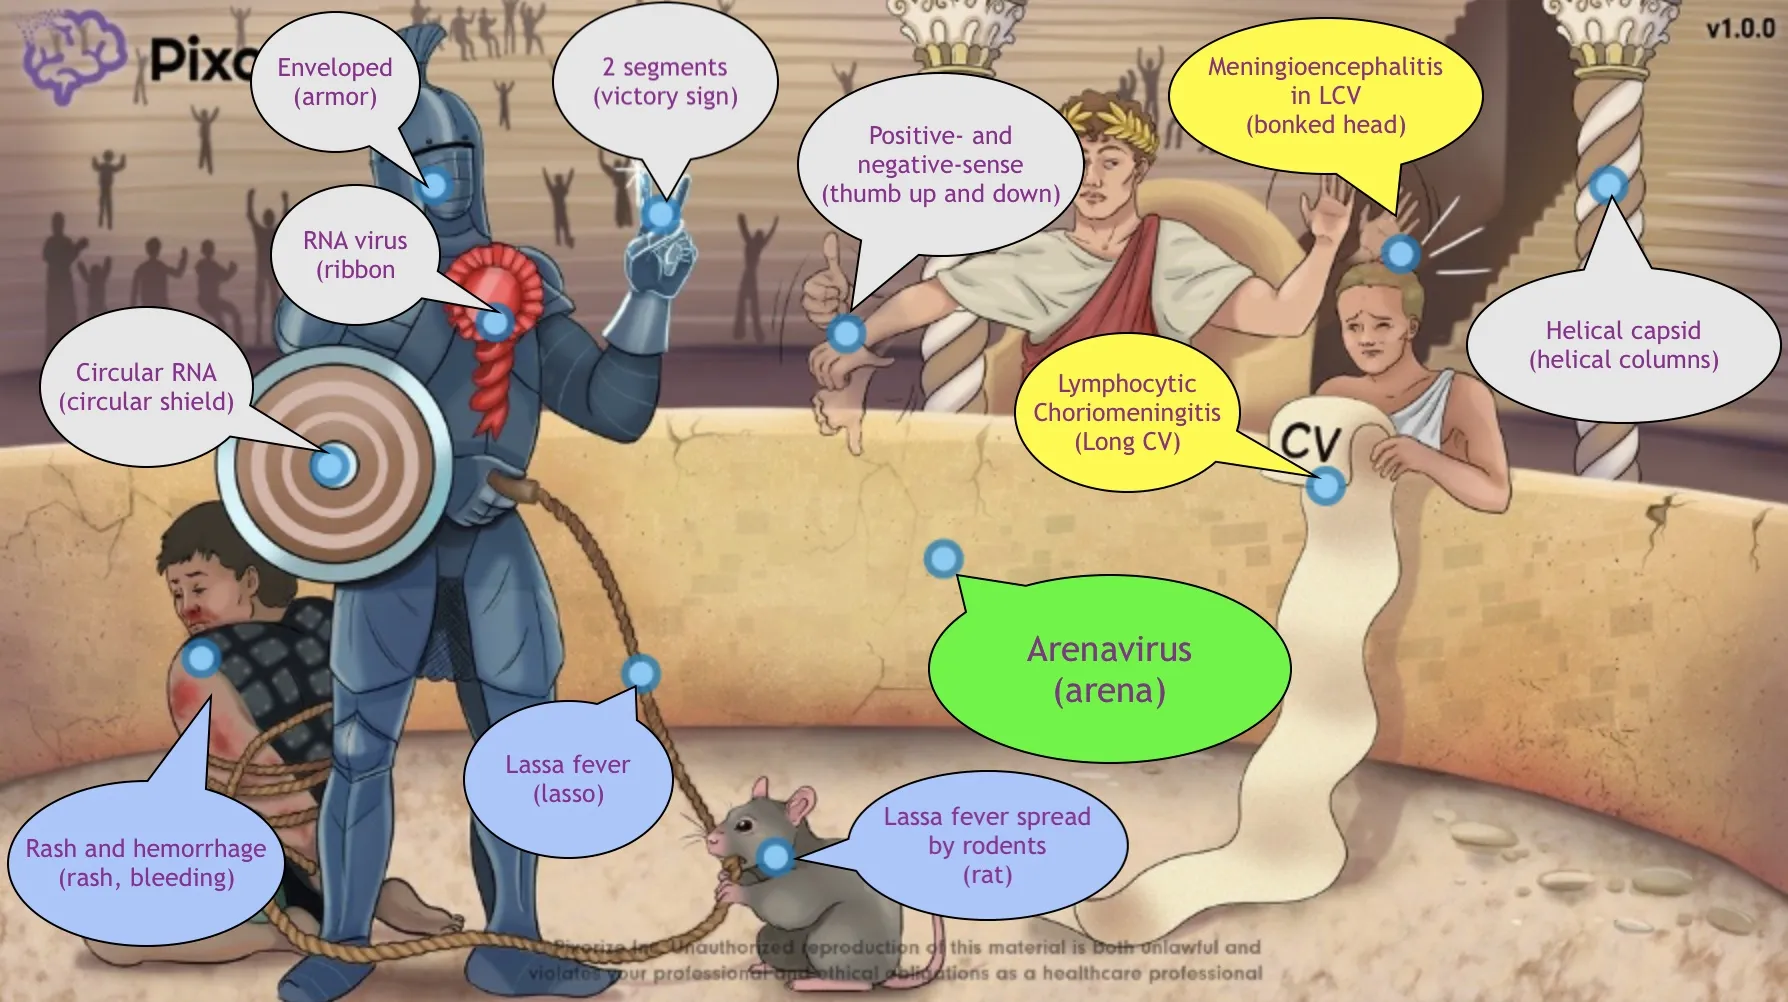 Pixo
v1.0.0
Enveloped
(armor)
2 segments
(victory sign)
Positive- and
negative-sense
(thumb up and down)
Meningioencephalitis
in LCV
(bonked head)
RNA virus
(ribbon
Circular RNA
(circular shield)
Helical capsid
(helical columns)
Lymphocytic
Choriomeningitis
(Long CV)
CV
Arenavirus
(arena)
Lassa fever
(lasso)
Lassa fever spread
by rodents
(rat)
Rash and hemorrhage
(rash, bleeding)
Pixorize Inc. Unauthorized reproduction of this material is both unlawful and
violates your professional and ethical obligations as a healthcare professional